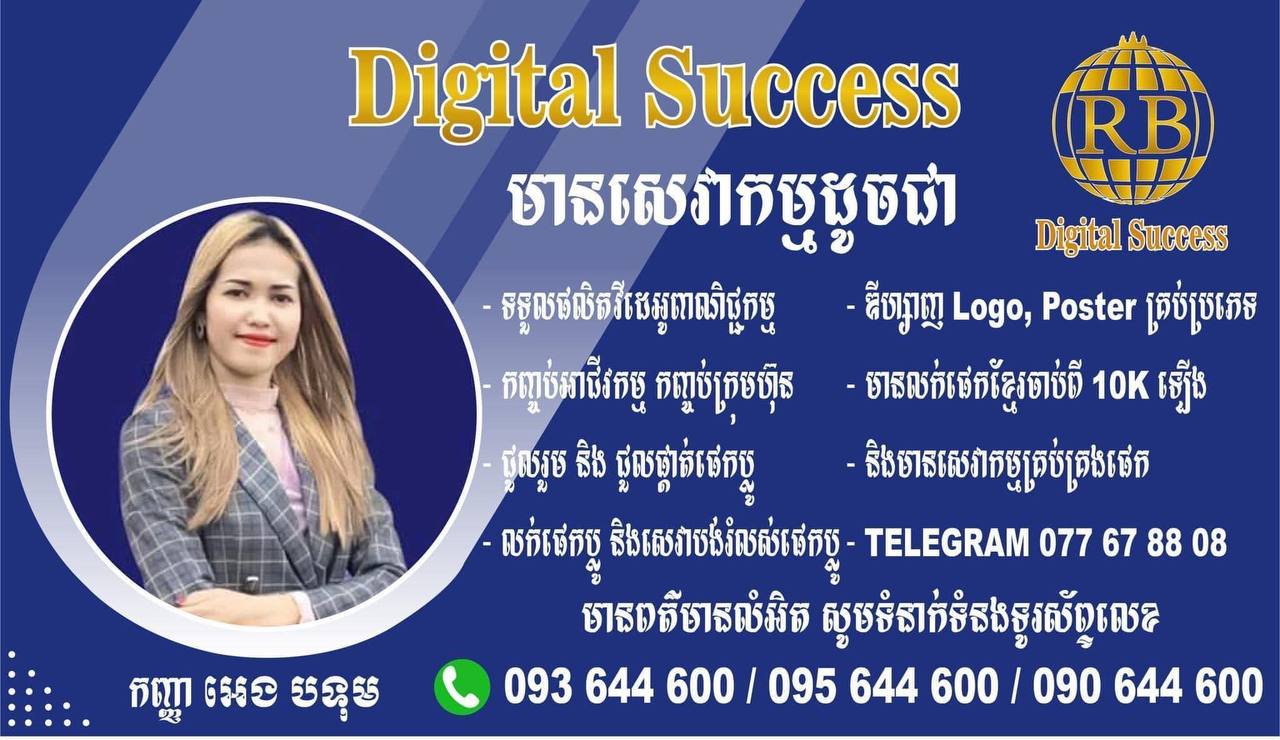 Digital Success
RB
Digital Success
មានសេវាកម្មដូចជា
- ទទួលផលិតវីដេអូពាណិជ្ជកម្ម
- កញ្ចប់អាជីវកម្ម កញ្ចប់ក្រុមហ៊ុន
- ជួលរួម និង ជួលផ្តាត់ផេកប្លូ
- លក់ផេកប្លូ និងសេវាបង់រំលស់ផេកប្លូ
- ឌីហ្សាញ Logo, Poster គ្រប់ប្រភេទ
- មានលក់ផេកខ្មែរចាប់ពី 10K ឡើង
- និងមានសេវាកម្មគ្រប់គ្រងផេក
- TELEGRAM 077 67 88 08
មានពត៌មានលំអិត សូមទំនាក់ទំនងទូរស័ព្ទលេខ
093 644 600 / 095 644 600 / 090 644 600
កញ្ញា អេង បទុម